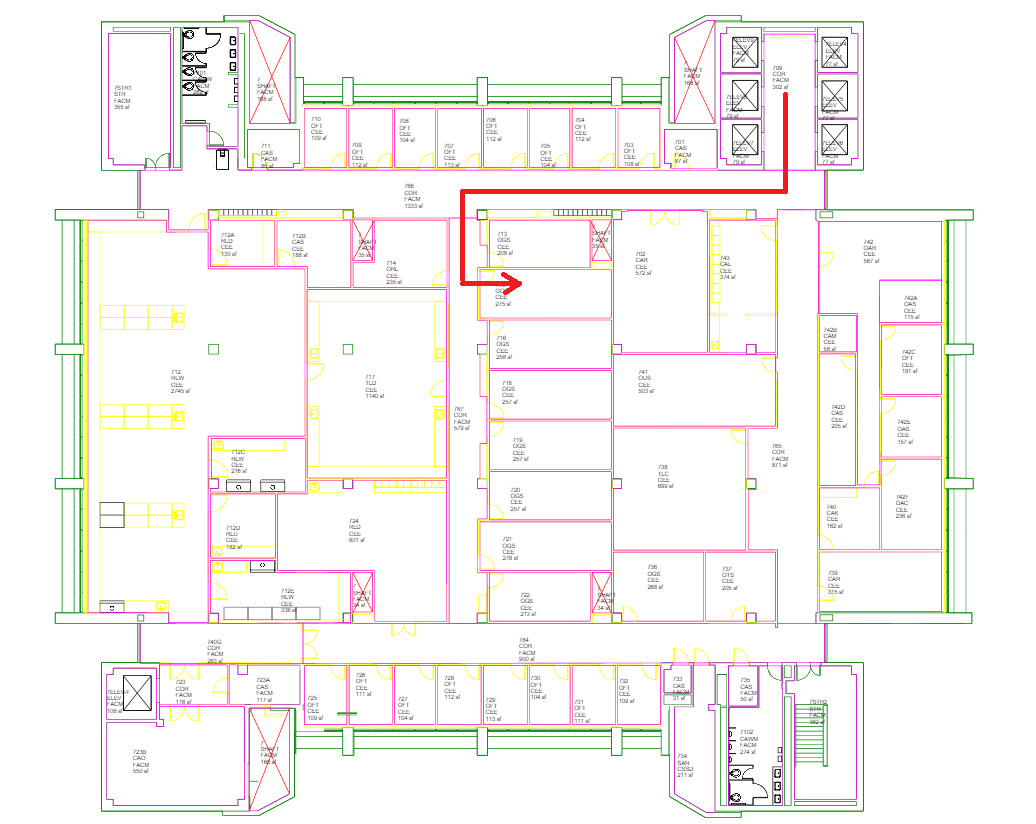 7STR1
STR
FACM
355 sf
7
SHAFT
FACM
168 sf
711
CAS
FACM
710
OFT
CEE
109 sf
709
OFT
CEE
112 sf
708
OFT
CEE
104 sf
707
OFT
CEE
113 sf
706
OFT
CEE
112 sf
705
OFT
CEE
104 sf
704
OFT
CEE
112 sf
703
OFT
CEE
108 sf
701
CAS
FACM
87 sf
7
SHAFT
FACM
799
COR
FACM
302 sf
ELEV
FACM
77 sf
788
COR
FACM
1333 sf
712A
RLD
CEE
130 sf
712B
CAS
CEE
168 sf
7
SHAFT
FACM
35 sf
714
ORL
CEE
235 sf
713
OGS
CEE
208 sf
7
SHAFT
FACM
35 sf
702
CAR
CEE
572 sf
743
CAL
CEE
374 sf
742
OAR
CEE
567 sf
CEE
275 sf
742A
OAS
CEE
115 sf
712
RLW
CEE
2745 sf
717
TLD
CEE
1140 sf
787
COR
FACM
579 sf
716
OGS
CEE
258 sf
718
OGS
CEE
257 sf
719
OGS
CEE
257 sf
720
OGS
CEE
257 sf
721
OGS
CEE
278 sf
722
OGS
CEE
213 sf
741
OUS
CEE
503 sf
742B
CAM
CEE
58 sf
742C
OFT
CEE
181 sf
742D
CAS
CEE
205 sf
742E
OAS
CEE
157 sf
738
TLC
CEE
699 sf
785
COR
FACM
871 sf
712C
RLW
CEE
216 sf
712D
RLD
CEE
182 sf
724
RLD
CEE
801 sf
740
CAK
CEE
162 sf
742F
OAC
CEE
236 sf
712E
RLW
CEE
338 sf
7
SHAFT
FACM
34 sf
7
SHAFT
FACM
34 sf
736
OGS
CEE
268 sf
737
OTS
CEE
205 sf
739
CAR
CEE
315 sf
740G
COR
FACM
283 sf
784
COR
FACM
900 sf
7ELEV-F
ELEV
FACM
108 sf
723
COR
FACM
116 sf
723A
CAS
FACM
117 sf
725
OFT
CEE
109 sf
726
OFT
CEE
111 sf
727
OFT
CEE
104 sf
728
OFT
CEE
112 sf
729
OFT
CEE
113 sf
730
OFT
CEE
104 sf
731
OFT
CEE
111 sf
732
OFT
CEE
109 sf
733
CAS
FACM
31 sf
735
CAS
FACM
50 sf
7STR2
STR
FACM
382 sf
723B
CAO
FACM
550 sf
7
SHAFT
FACM
168 sf
734
SAN
CSSD
211 sf
7T02
CAWM
FACM
274 sf